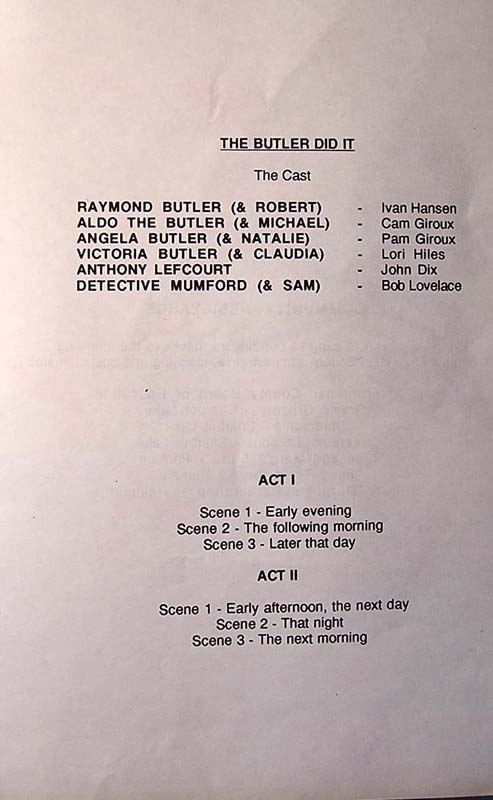 THE BUTLER DID IT
The Cast
RAYMOND BUTLER (& ROBERT) - Ivan Hansen
ALDO THE BUTLER (& MICHAEL) - Cam Giroux
ANGELA BUTLER (& NATALIE) - Pam Giroux
VICTORIA BUTLER (& CLAUDIA) - Lori Hiles
ANTHONY LEFCOURT - John Dix
DETECTIVE MUMFORD (& SAM) - Bob Lovelace
ACT I
Scene 1 - Early evening
Scene 2 - The following morning
Scene 3 - Later that day
ACT II
Scene 1 - Early afternoon, the next day
Scene 2 - That night
Scene 3 - The next morning